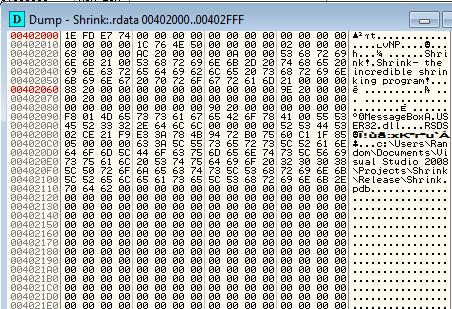 D Dump - Shrink:.rdata 00402000..00402FFF
00402000 1E FD E7 74 00 00 00 00 00 00 00 00 00 00 00 00
00402010 00 00 00 00 1C 76 4E 50 00 00 00 00 02 00 00 00 .vNP....
00402020 68 00 00 00 AC 20 00 00 00 00 53 68 72 69 Shri
00402030 6E 6B 21 00 53 68 72 69 6E 6B 2D 20 74 68 65 20 nk!.Shrink- the
00402040 69 6E 63 72 65 64 69 62 6C 65 20 73 68 72 69 6E incredible shrin
00402050 6B 69 6E 67 20 70 72 6F 67 72 61 6D 21 00 00 00 king program!...
00402060 88 20 00 00 00 00 00 00 00 00 00 00 9E 20 00 00
00402070 00 20 00 00 00 00 00 00 00 00 00 00 00 00 00 00
00402080 00 00 00 00 00 00 00 00 90 20 00 00 00 00 00 00
00402090 F8 01 4D 65 73 73 61 67 65 42 6F 78 41 00 55 53 °☺MessageBoxA.US
004020A0 45 52 33 32 2E 64 6C 6C 00 00 00 00 52 53 44 53 ER32.dll....RSDS
004020B0 02 CE 21 F9 E3 3A 78 4B 94 72 B0 75 60 C1 1F 85
004020C0 05 00 00 00 63 3A 5C 55 73 65 72 73 5C 52 61 6E ♣...c:\Users\Ran
004020D0 64 6F 6D 5C 44 6F 63 75 6D 65 6E 74 73 5C 56 69 dom\Documents\Vi
004020E0 73 75 61 6C 20 53 74 75 64 69 6F 20 32 30 30 38 sual Studio 2008
004020F0 5C 50 72 6F 6A 65 63 74 73 5C 53 68 72 69 6E 6B \Projects\Shrink
00402100 5C 52 65 6C 65 61 73 65 5C 53 68 72 69 6E 6B 2E \Release\Shrink.
00402110 70 64 62 00 00 00 00 00 00 00 00 00 00 00 00 00 pdb.............
00402120 00 00 00 00 00 00 00 00 00 00 00 00 00 00 00 00 ................
00402130 00 00 00 00 00 00 00 00 00 00 00 00 00 00 00 00 ................
00402140 00 00 00 00 00 00 00 00 00 00 00 00 00 00 00 00 ................
00402150 00 00 00 00 00 00 00 00 00 00 00 00 00 00 00 00 ................
00402160 00 00 00 00 00 00 00 00 00 00 00 00 00 00 00 00 ................
00402170 00 00 00 00 00 00 00 00 00 00 00 00 00 00 00 00 ................
00402180 00 00 00 00 00 00 00 00 00 00 00 00 00 00 00 00 ................
00402190 00 00 00 00 00 00 00 00 00 00 00 00 00 00 00 00 ................
004021A0 00 00 00 00 00 00 00 00 00 00 00 00 00 00 00 00 ................
004021B0 00 00 00 00 00 00 00 00 00 00 00 00 00 00 00 00 ................
004021C0 00 00 00 00 00 00 00 00 00 00 00 00 00 00 00 00 ................
004021D0 00 00 00 00 00 00 00 00 00 00 00 00 00 00 00 00 ................
004021E0 00 00 00 00 00 00 00 00 00 00 00 00 00 00 00 00 ................